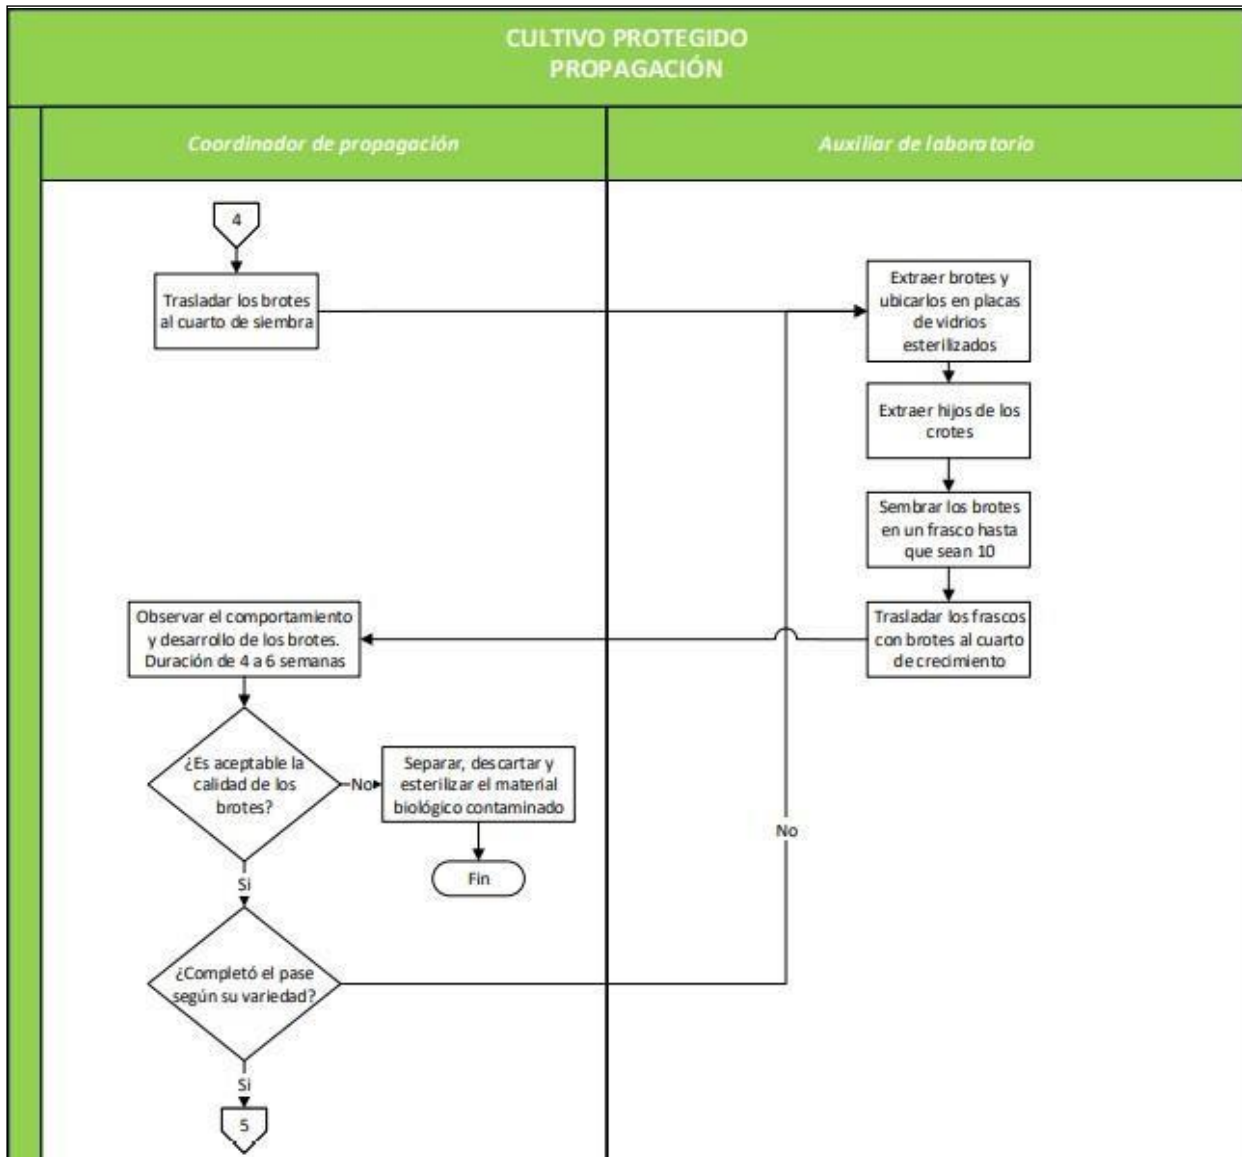 CULTIVO PROTEGIDO
PROPAGACIÓN
Coordinador de propagación
Auxiliar de laboratorio
4
Trasladar los brotes
al cuarto de siembra
Extraer brotes y
ubicarlos en placas
de vidrios
esterilizados
Extraer hijos de los
crotes
Sembrar los brotes
en un frasco hasta
que sean 10
Trasladar los frascos
con brotes al cuarto
de crecimiento
Observar el comportamiento
y desarrollo de los brotes.
Duración de 4 a 6 semanas
¿Es aceptable la
calidad de los
brotes?
No
Separar, descartar y
esterilizar el material
biológico contaminado
Fin
Si
¿Completó el pase
según su variedad?
No
Si
5